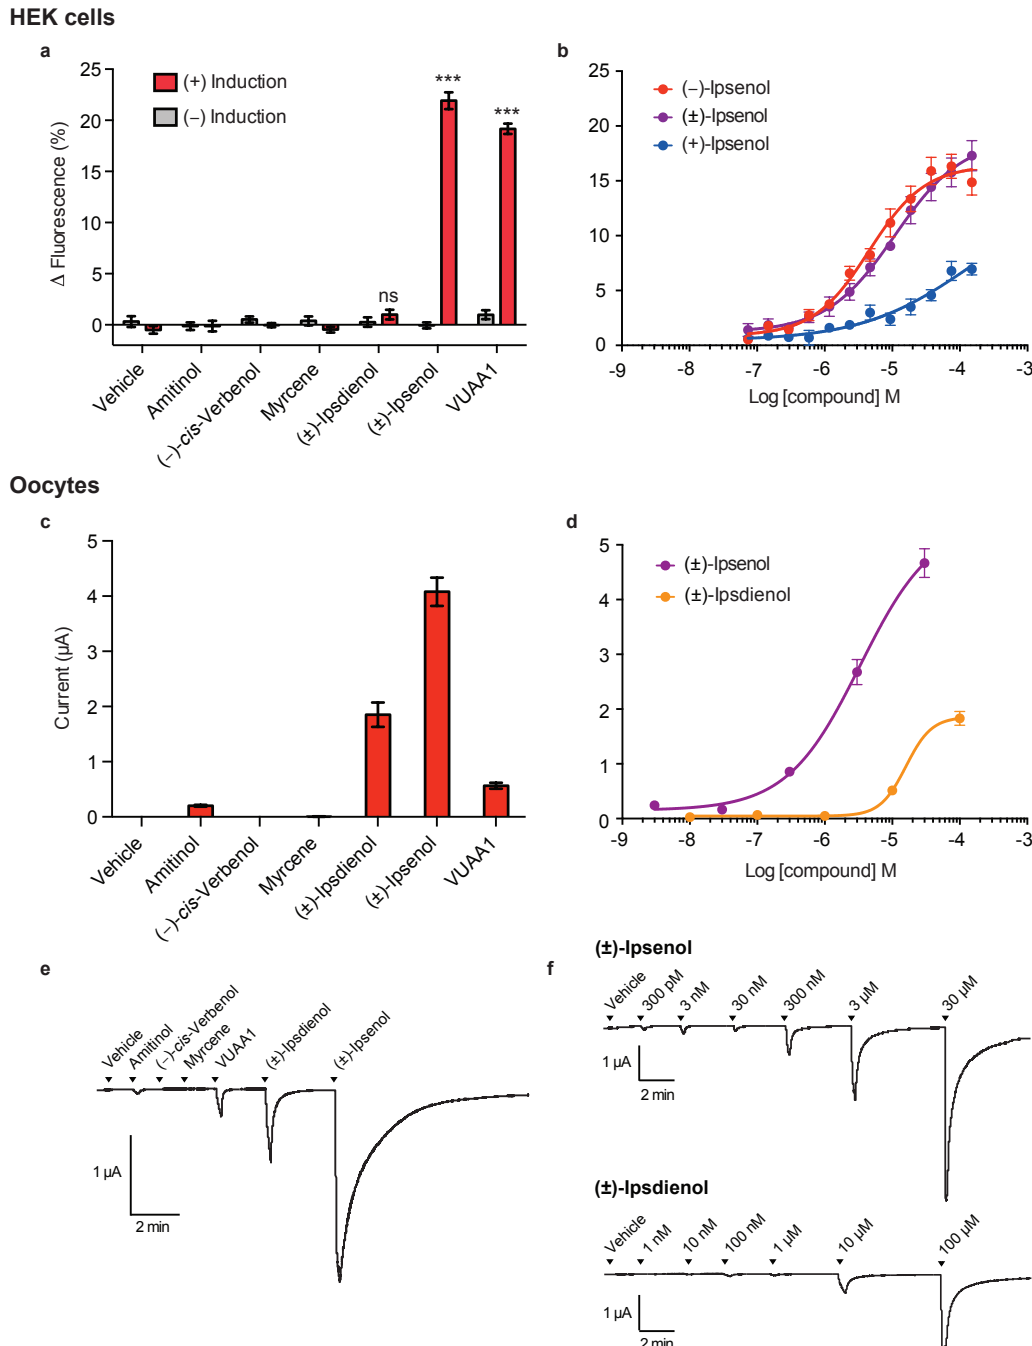 HEK cells
a
25
20
15
10
5
0
Δ Fluorescence (%)
(+) Induction
(−) Induction
ns
***
***
Vehicle
Amitinol
(−)-cis-Verbenol
Myrcene
(±)-Ipsdienol
(±)-Ipsenol
VUAA1
b
25
20
15
10
5
0
(−)-Ipsenol
(±)-Ipsenol
(+)-Ipsenol
-9 -8 -7 -6 -5 -4 -3
Log [compound] M
Oocytes
c
5
4
3
2
1
0
Current (µA)
Vehicle
Amitinol
(−)-cis-Verbenol
Myrcene
(±)-Ipsdienol
(±)-Ipsenol
VUAA1
d
5
4
3
2
1
0
(±)-Ipsenol
(±)-Ipsdienol
-9 -8 -7 -6 -5 -4 -3
Log [compound] M
e
Vehicle
Amitinol
(-)-cis-Verbenol
Myrcene
VUAA1
(±)-Ipsdienol
(±)-Ipsenol
1 µA
2 min
f
(±)-Ipsenol
Vehicle
300 pM
3 nM
30 nM
300 nM
3 µM
30 µM
1 µA
2 min
(±)-Ipsdienol
Vehicle
1 nM
10 nM
100 nM
1 µM
10 µM
100 µM
1 µA
2 min